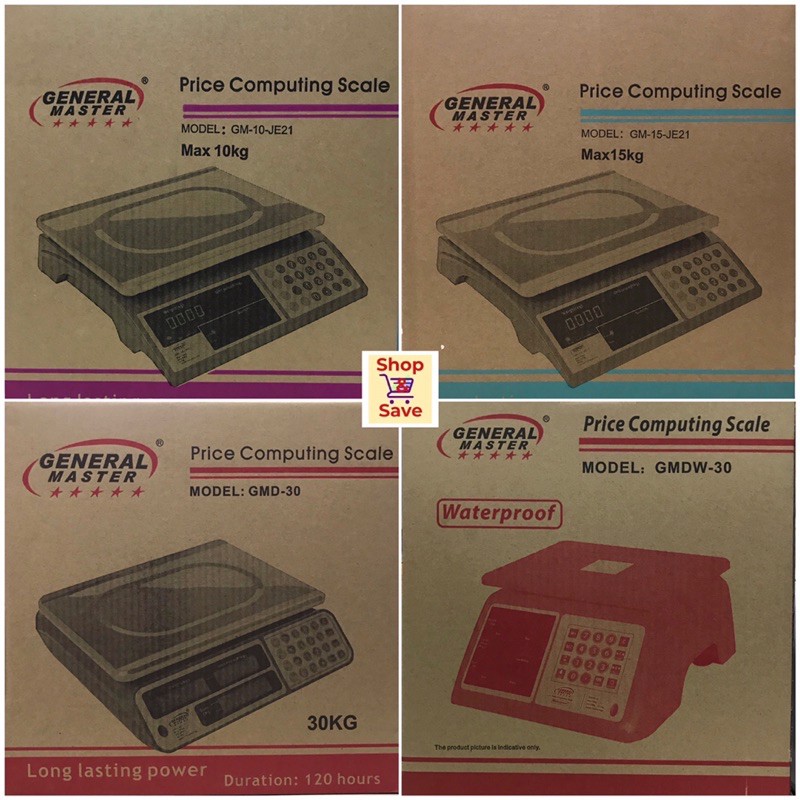 GENERAL
MASTER
®
Price Computing Scale
MODEL: GM-10-JE21
Max 10kg
GENERAL
MASTER
®
Price Computing Scale
MODEL: GM-15-JE21
Max15kg
Shop
&
Save
GENERAL
MASTER
®
Price Computing Scale
MODEL: GMD-30
30KG
Long lasting power
Duration: 120 hours
GENERAL
MASTER
®
Price Computing Scale
MODEL: GMDW-30
Waterproof
The product picture is indicative only.